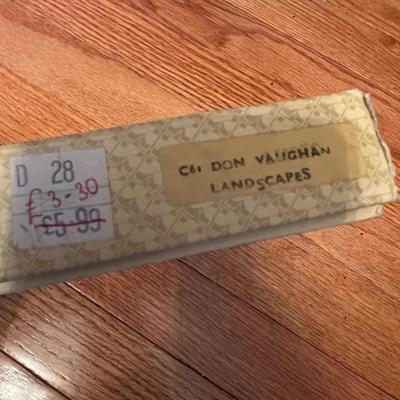 D 28
£3-30
£5-99
C61 DON VAUGHAN
LANDSCAPES